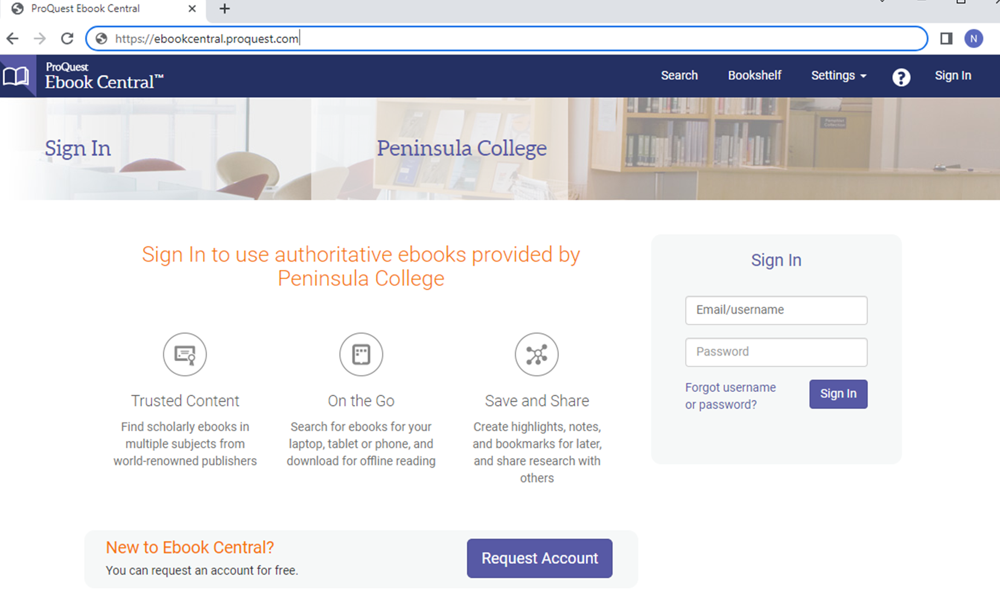 ProQuest Ebook Central
https://ebookcentral.proquest.com
N
ProQuest
Ebook Central™
Search
Bookshelf
Settings
?
Sign In
Sign In
Peninsula College
Pamphlet
Collection
Sign In to use authoritative ebooks provided by
Peninsula College
Trusted Content
Find scholarly ebooks in
multiple subjects from
world-renowned publishers
On the Go
Search for ebooks for your
laptop, tablet or phone, and
download for offline reading
Save and Share
Create highlights, notes,
and bookmarks for later,
and share research with
others
Sign In
Email/username
Password
Forgot username
or password?
Sign In
New to Ebook Central?
You can request an account for free.
Request Account